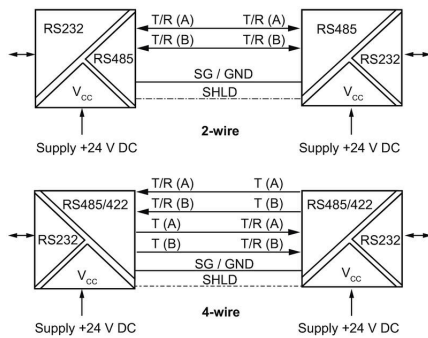 T/R (A) T/R (A)
RS232 RS485
T/R (B) T/R (B)
RS485 RS232
SG / GND
VCC SHLD VCC
2-wire
Supply +24 V DC Supply +24 V DC
T/R (A) T (A)
RS485/422 RS485/422
T/R (B) T (B)
T (A) T/R (A)
RS232 RS232
T (B) T/R (B)
SG / GND
VCC VCC
SHLD
4-wire
Supply +24 V DC Supply +24 V DC